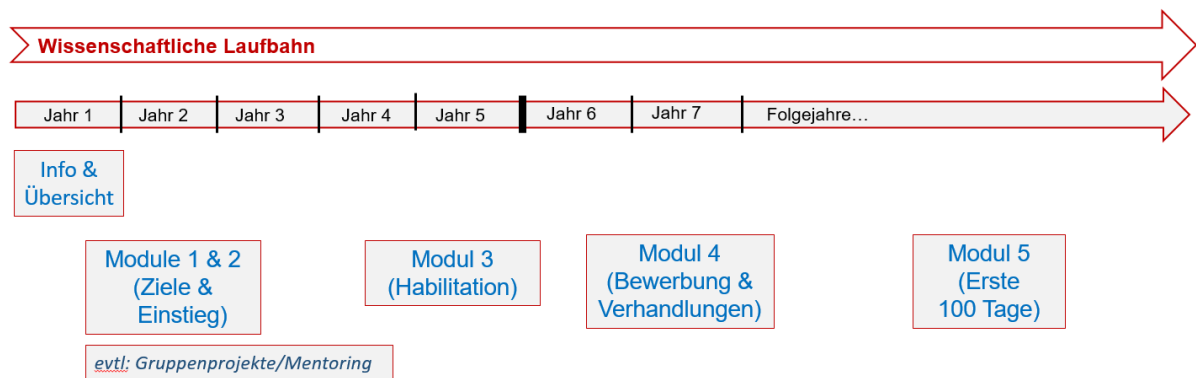 Wissenschaftliche Laufbahn
Jahr 1 Jahr 2 Jahr 3 Jahr 4 Jahr 5 Jahr 6 Jahr 7 Folgejahre…
Info &
Übersicht
Module 1 & 2
(Ziele &
Einstieg)
Modul 3
(Habilitation)
Modul 4
(Bewerbung &
Verhandlungen)
Modul 5
(Erste
100 Tage)
evtl: Gruppenprojekte/Mentoring